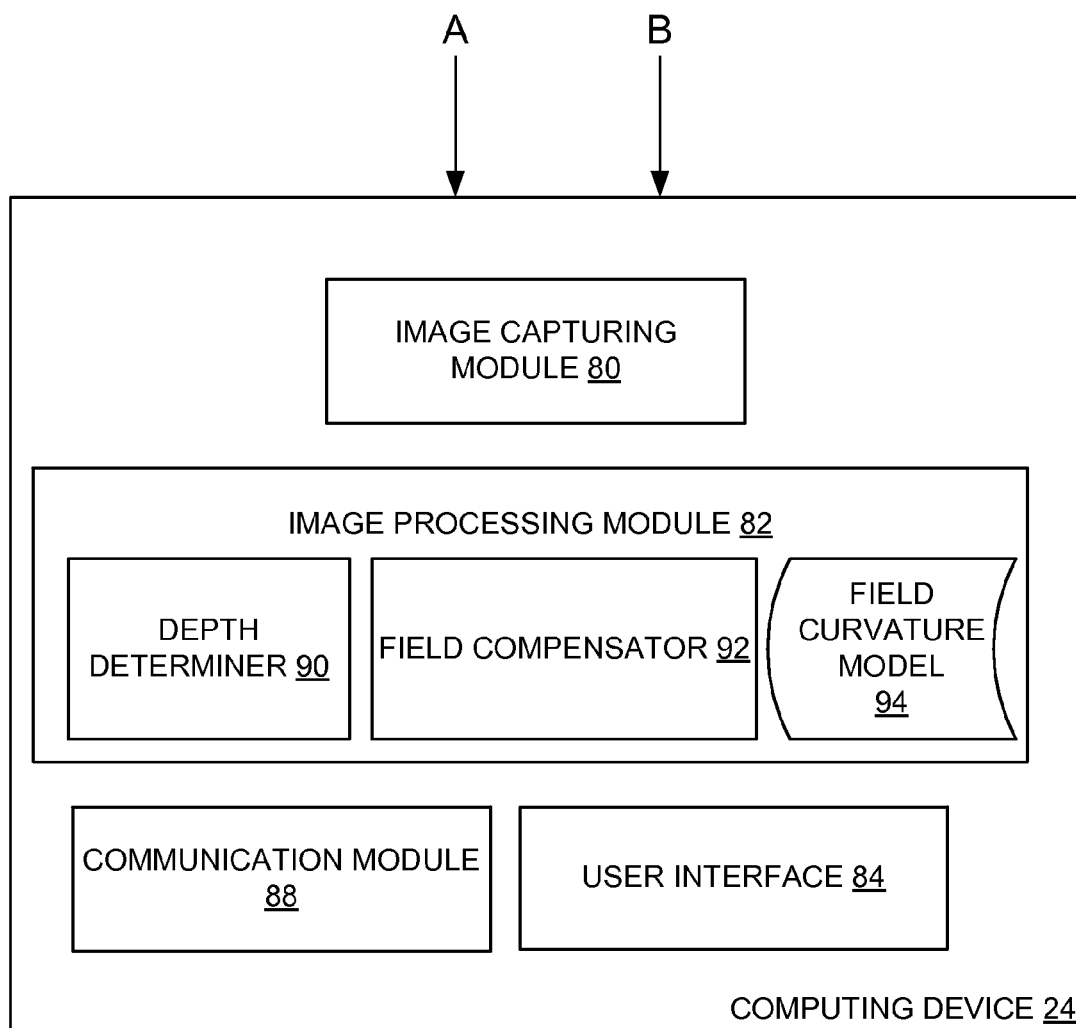 A
B
IMAGE CAPTURING
MODULE 80
IMAGE PROCESSING MODULE 82
DEPTH
DETERMINER 90
FIELD COMPENSATOR 92
FIELD
CURVATURE
MODEL
94
COMMUNICATION MODULE
88
USER INTERFACE 84
COMPUTING DEVICE 24